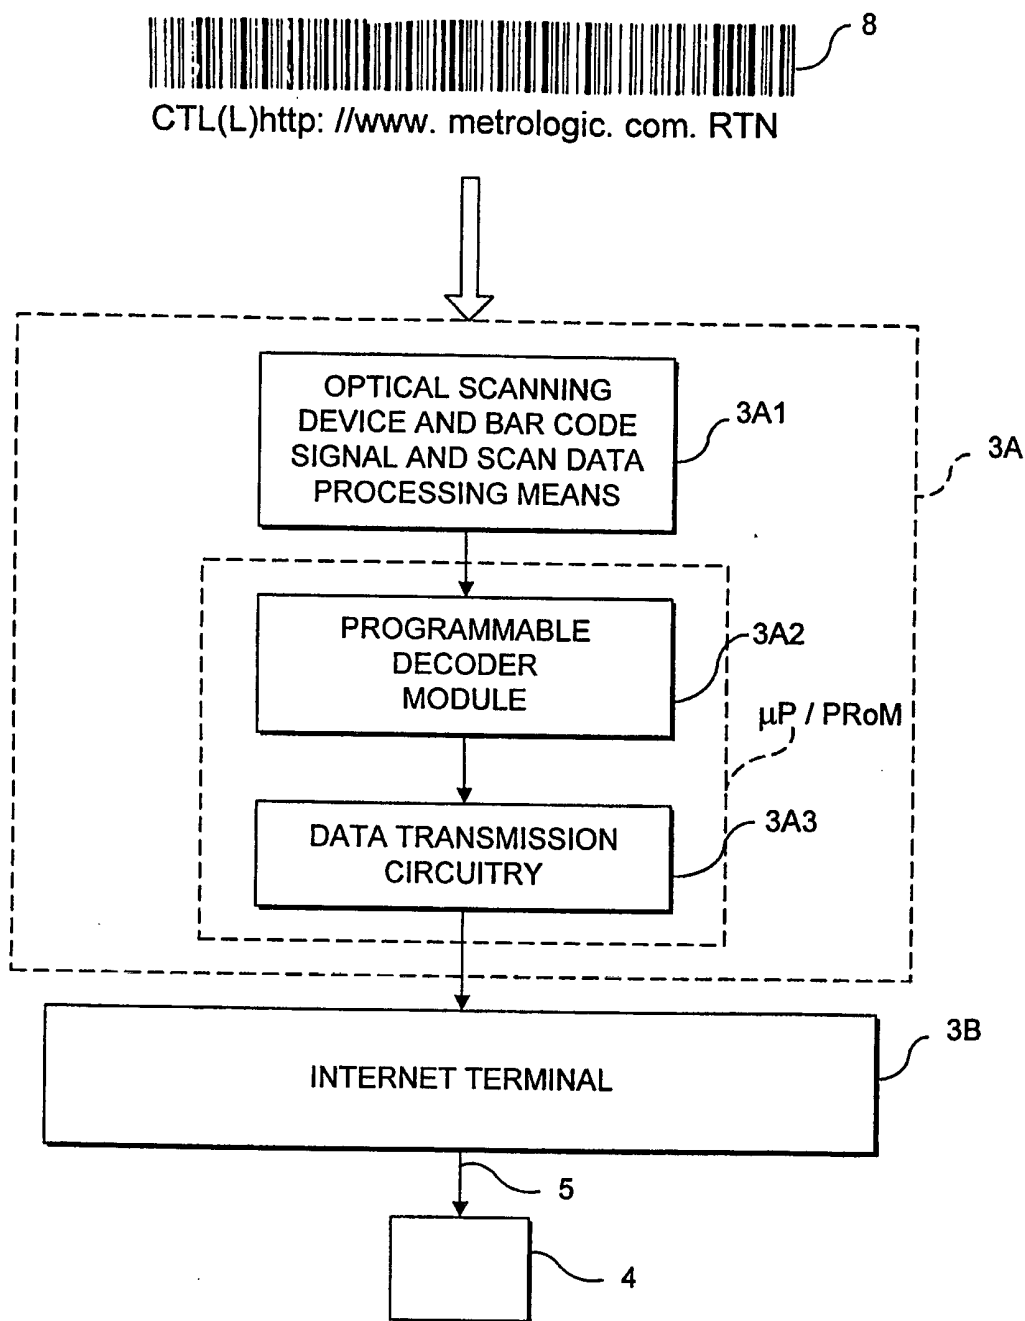 8
CTL(L)http: //www. metrologic. com. RTN
OPTICAL SCANNING
DEVICE AND BAR CODE
SIGNAL AND SCAN DATA
PROCESSING MEANS
3A1
3A
PROGRAMMABLE
DECODER
MODULE
3A2
µP / PRoM
DATA TRANSMISSION
CIRCUITRY
3A3
INTERNET TERMINAL
3B
5
4